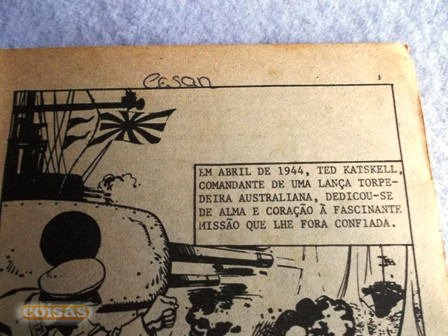 Cesan
3
EM ABRIL DE 1944, TED KATSKELL,
COMANDANTE DE UMA LANÇA TORPE-
DEIRA AUSTRALIANA, DEDICOU-SE
DE ALMA E CORAÇÃO À FASCINANTE
MISSÃO QUE LHE FORA CONFIADA.
coisas